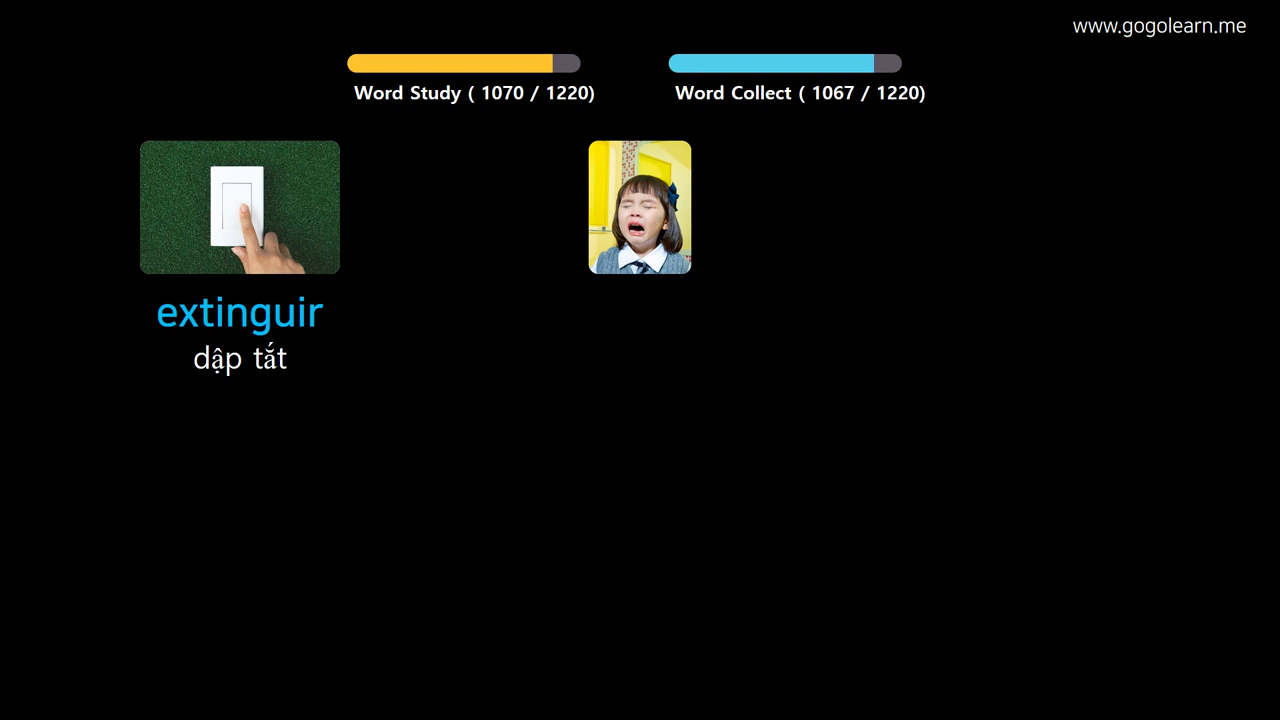 www.gogolearn.me
Word Study ( 1070 / 1220)
Word Collect ( 1067 / 1220)
extinguir
dập tắt